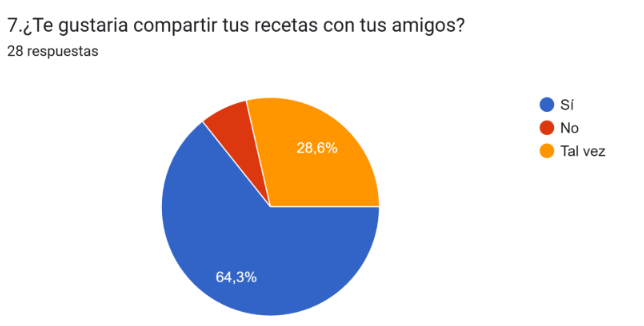 7.¿Te gustaria compartir tus recetas con tus amigos?
28 respuestas
Sí
No
Tal vez
28,6%
64,3%